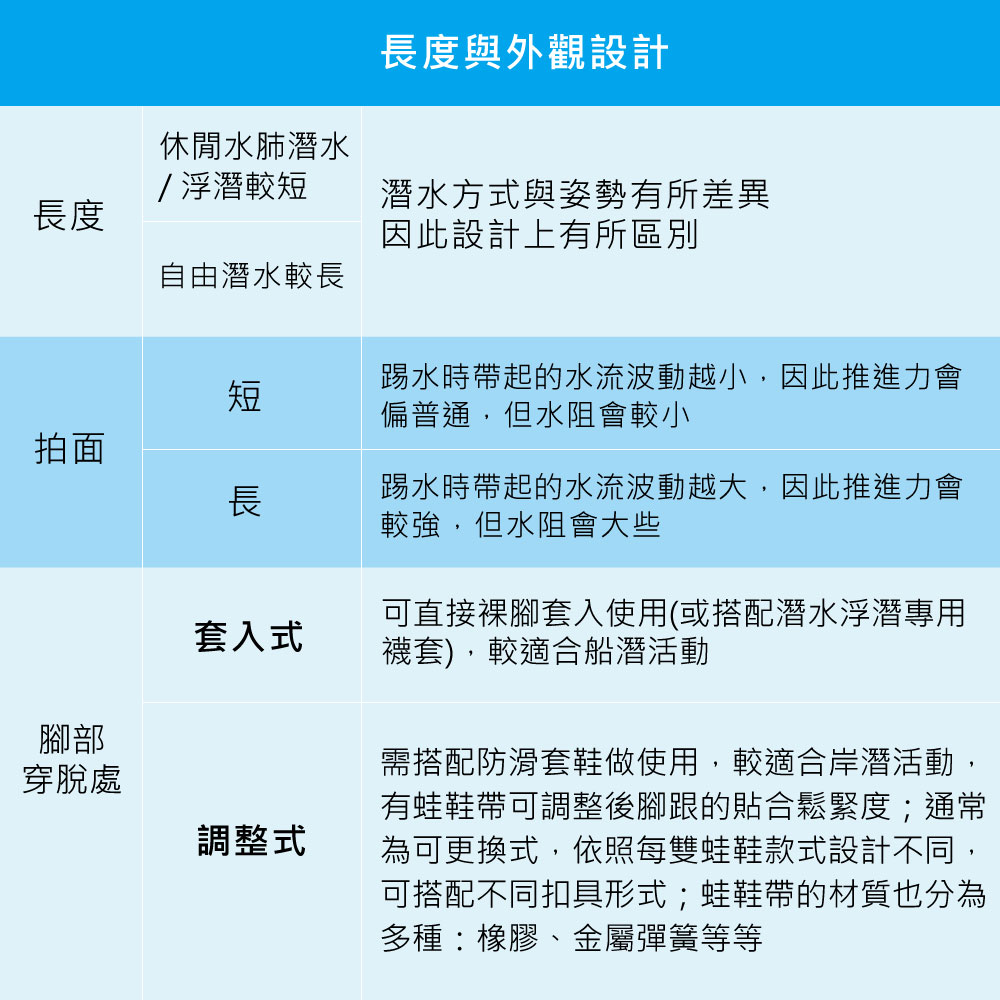 長度與外觀設計
長度
休閒水肺潛水
/ 浮潛較短
自由潛水較長
潛水方式與姿勢有所差異
因此設計上有所區別
拍面
短
踢水時帶起的水流波動越小，因此推進力會
偏普通，但水阻會較小
長
踢水時帶起的水流波動越大，因此推進力會
較強，但水阻會大些
腳部
穿脫處
套入式
可直接裸腳套入使用(或搭配潛水浮潛專用
襪套)，較適合船潛活動
調整式
需搭配防滑套鞋做使用，較適合岸潛活動，
有蛙鞋帶可調整後腳跟的貼合鬆緊度；通常
為可更換式，依照每雙蛙鞋款式設計不同，
可搭配不同扣具形式；蛙鞋帶的材質也分為
多種：橡膠、金屬彈簧等等